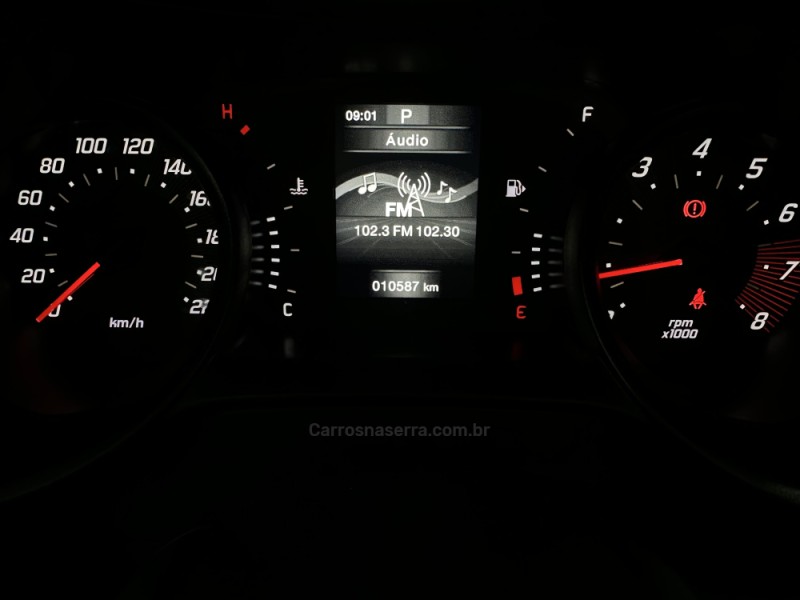 09:01 P
Áudio
FM
102.3 FM 102.30
010587 km
H
C
F
E
0
20
40
60
80
100
120
140
km/h
3
4
5
6
7
8
rpm
x1000
Carrosnaserra.com.br